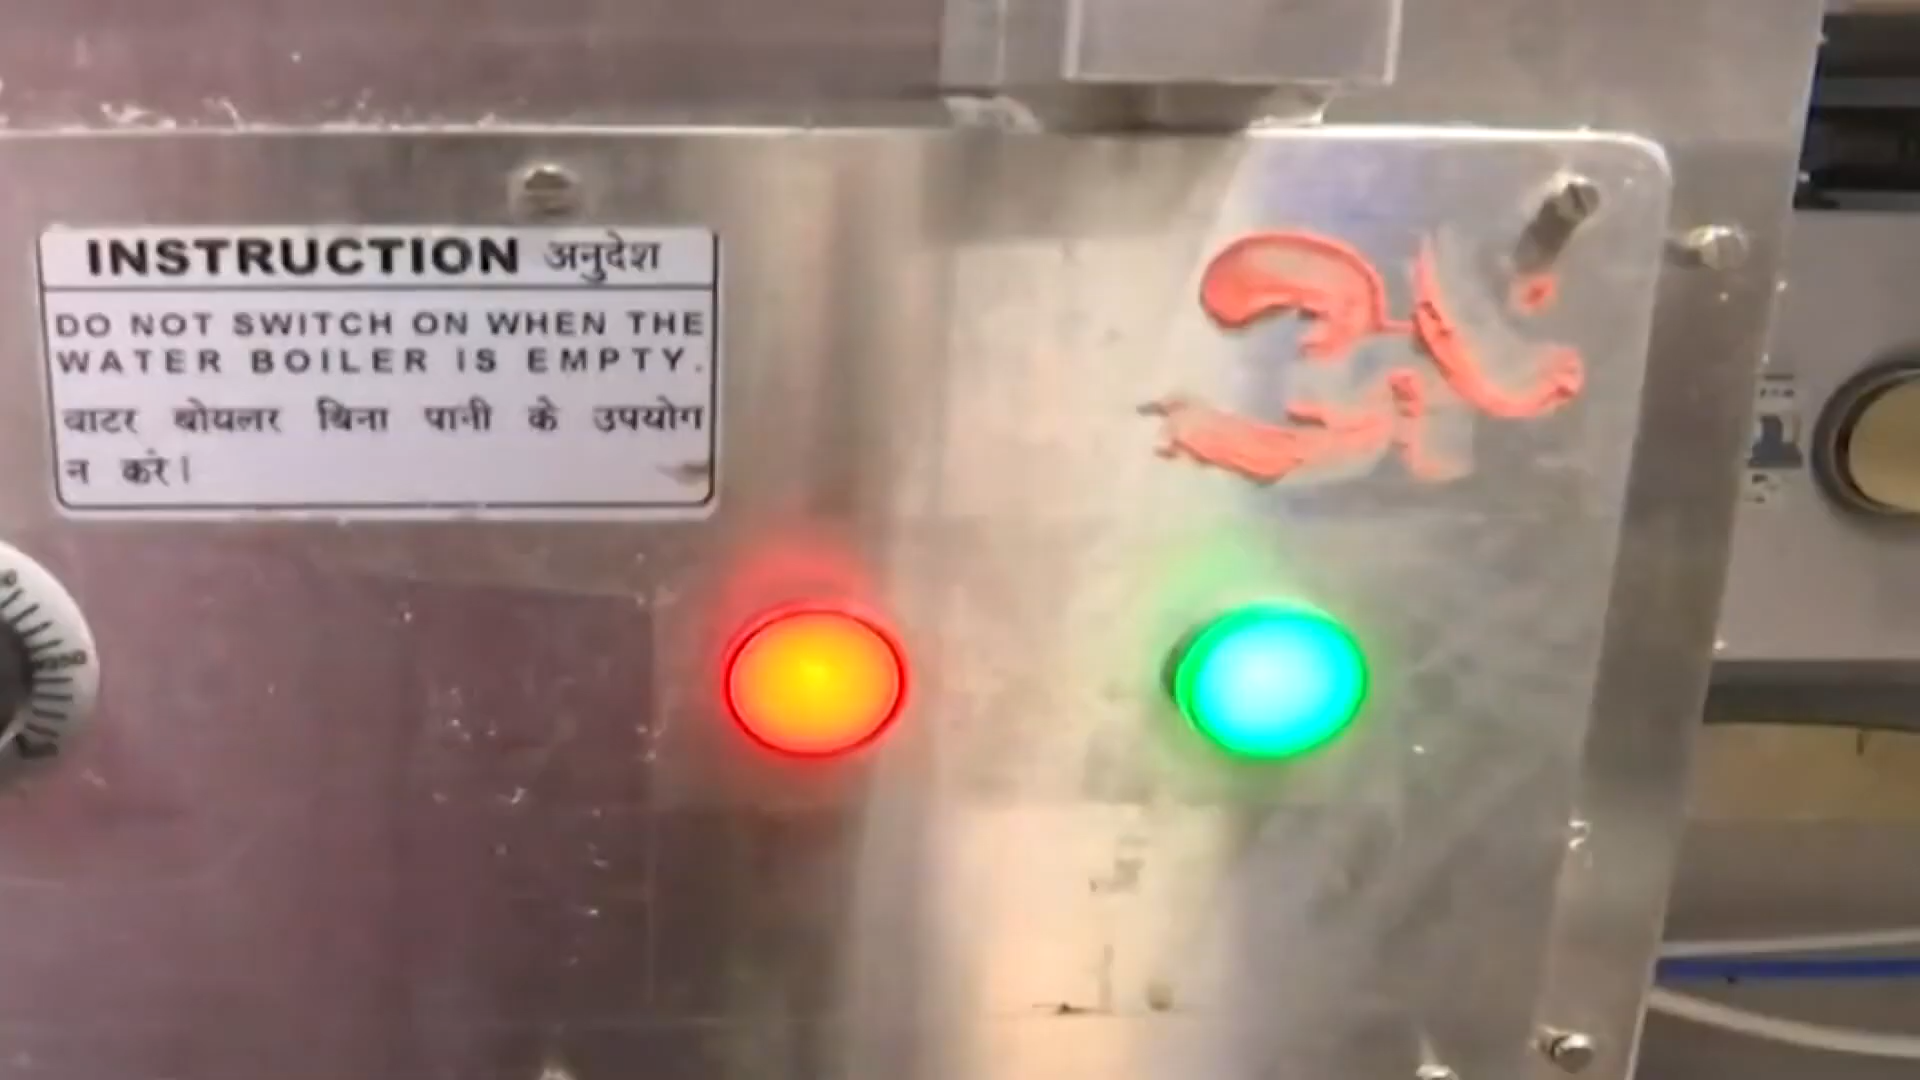 INSTRUCTION अनुदेश
DO NOT SWITCH ON WHEN THE
WATER BOILER IS EMPTY.
वाटर बोयलर बिना पानी के उपयोग
न करे।